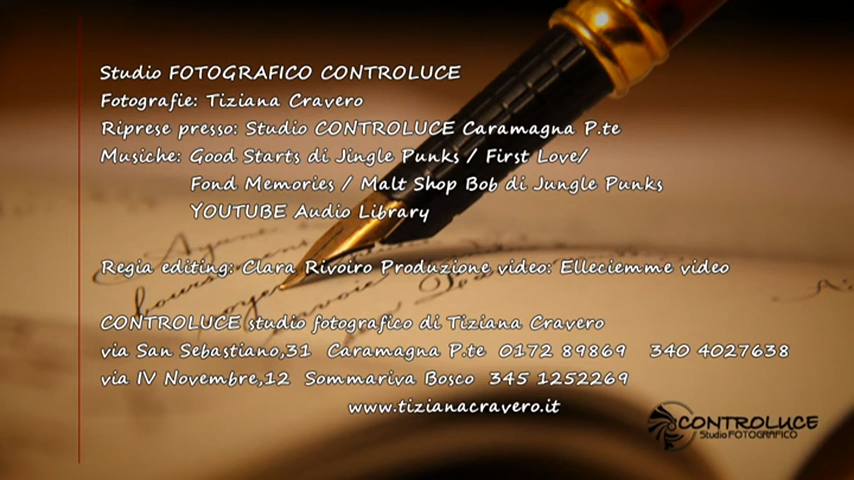 Studio FOTOGRAFICO CONTROLUCE
Fotografie: Tiziana Cravero
Riprese presso: Studio CONTROLUCE Caramagna P.te
Musiche: Good Starts di Jingle Punks / First Love/
Fond Memories / Malt Shop Bob di Jungle Punks
YOUTUBE Audio Library
Regia editing: Clara Rivoiro Produzione video: Elleciemme video
CONTROLUCE studio fotografico di Tiziana Cravero
via San Sebastiano,31 Caramagna P.te 0172 89869 340 4027638
via IV Novembre,12 Sommariva Bosco 345 1252269
www.tizianacravero.it
CONTROLUCE
Studio FOTOGRAFICO